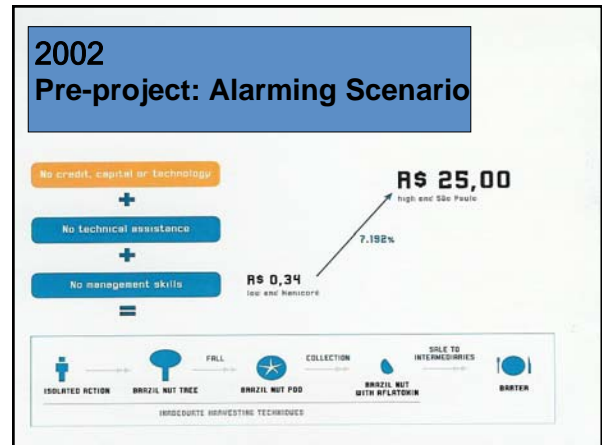 2002
Pre-project: Alarming Scenario
No credit, capital or technology
+
No technical assistance
+
No management skills
=
R$ 25,00
high end São Paulo
7.192%
R$ 0,34
low end Manicoré
FALL
COLLECTION
SALE TO
INTERMEDIARIES
ISOLATED ACTION
BRAZIL NUT TREE
BRAZIL NUT POD
BRAZIL NUT
WITH AFLATOXIN
BARTER
INADEQUATE HARVESTING TECHNIQUES